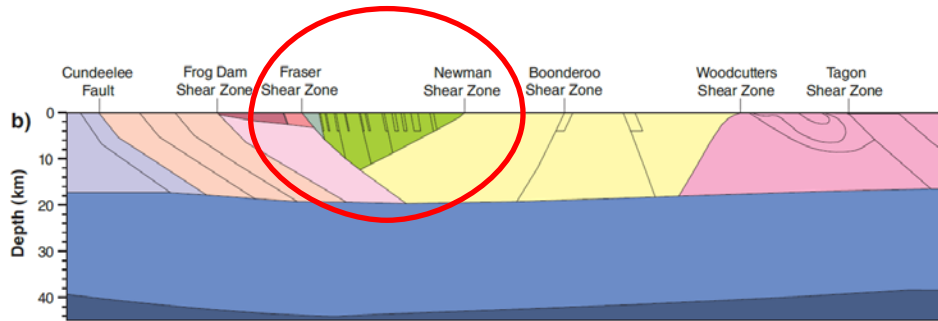 Cundeelee
Fault
Frog Dam
Shear Zone
Fraser
Shear Zone
Newman
Shear Zone
Boonderoo
Shear Zone
Woodcutters
Shear Zone
Tagon
Shear Zone
b)
0
10
20
30
40
Depth (km)